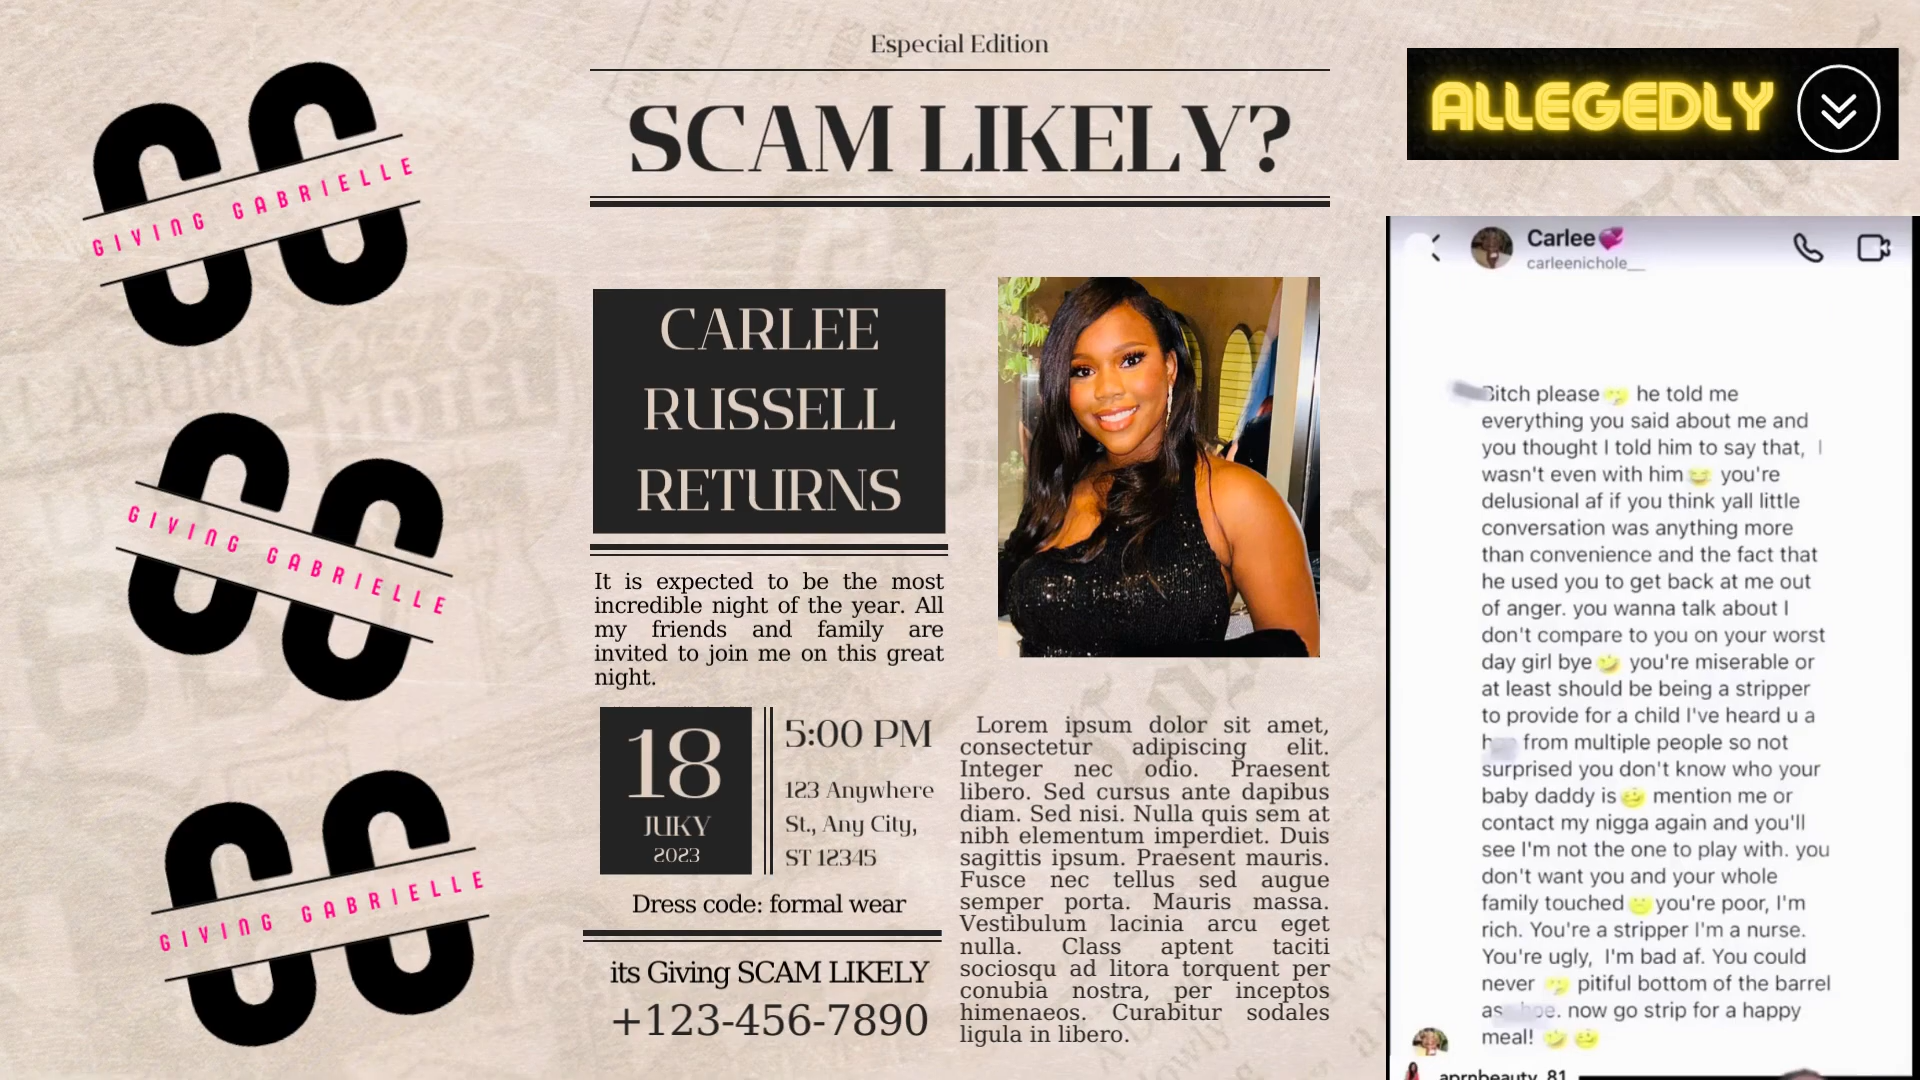 GIVING GABRIELLE
GIVING GABRIELLE
GIVING GABRIELLE
Especial Edition
SCAM LIKELY?
CARLEE
RUSSELL
RETURNS
It is expected to be the most
incredible night of the year. All
my friends and family are
invited to join me on this great
night.
18
JUKY
2023
5:00 PM
123 Anywhere
St., Any City,
ST 12345
Dress code: formal wear
its Giving SCAM LIKELY
+123-456-7890
Lorem ipsum dolor sit amet,
consectetur adipiscing elit.
Integer nec odio. Praesent
libero. Sed cursus ante dapibus
diam. Sed nisi. Nulla quis sem at
nibh elementum imperdiet. Duis
sagittis ipsum. Praesent mauris.
Fusce nec tellus sed augue
semper porta. Mauris massa.
Vestibulum lacinia arcu eget
nulla. Class aptent taciti
sociosqu ad litora torquent per
conubia nostra, per inceptos
himenaeos. Curabitur sodales
ligula in libero.
ALLEGEDLY
Carlee
carleenichole__
Bitch please he told me
everything you said about me and
you thought I told him to say that, I
wasn't even with him you're
delusional af if you think yall little
conversation was anything more
than convenience and the fact that
he used you to get back at me out
of anger. you wanna talk about I
don't compare to you on your worst
day girl bye you're miserable or
at least should be being a stripper
to provide for a child I've heard u a
from multiple people so not
surprised you don't know who your
baby daddy is mention me or
contact my nigga again and you'll
see I'm not the one to play with. you
don't want you and your whole
family touched you're poor, I'm
rich. You're a stripper I'm a nurse.
You're ugly, I'm bad af. You could
never pitiful bottom of the barrel
now go strip for a happy
meal!
aprnbeauty_81